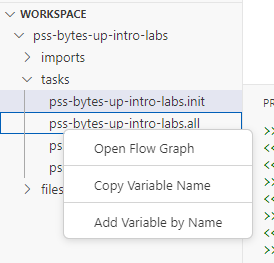 WORKSPACE
pss-bytes-up-intro-labs
imports
tasks
pss-bytes-up-intro-labs.init
pss-bytes-up-intro-labs.all
ps
ps
files
Open Flow Graph
Copy Variable Name
Add Variable by Name
PR
>>
<<
<<
>>
<<
>>
<<